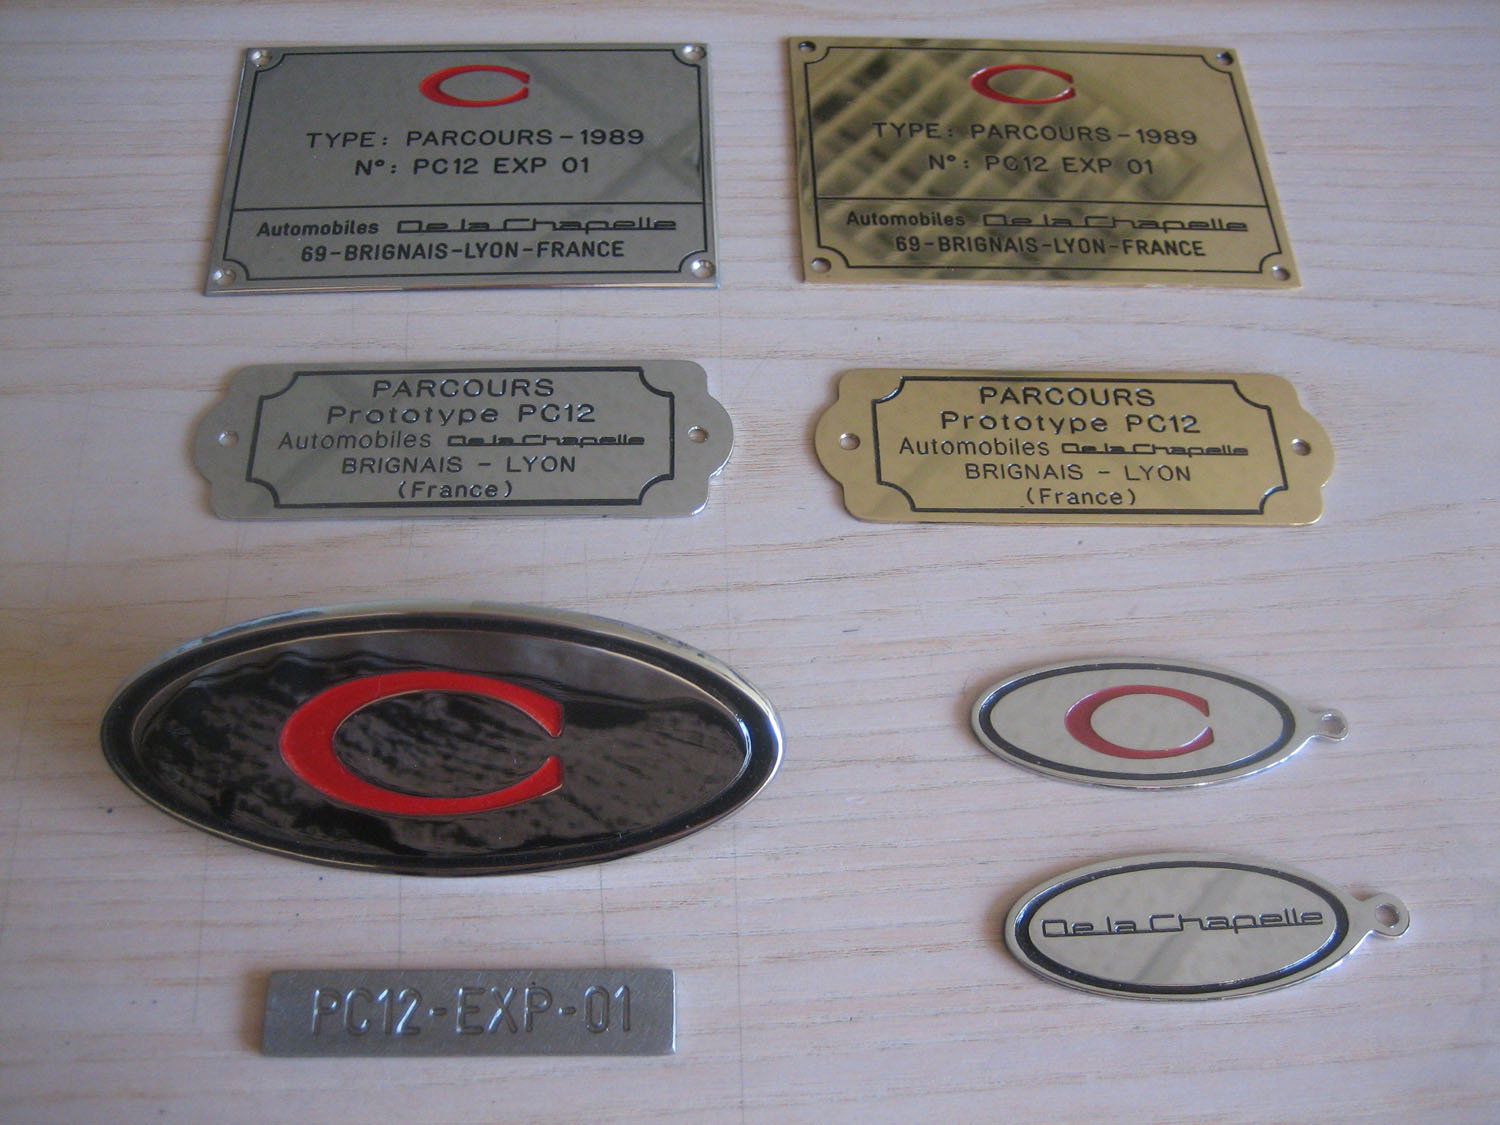 C
TYPE: PARCOURS-1989
N°: PC12 EXP 01
Automobiles De la Chapelle
69-BRIGNAIS-LYON-FRANCE
C
TYPE: PARCOURS-1989
N°: PC12 EXP 01
Automobiles De la Chapelle
69-BRIGNAIS-LYON-FRANCE
PARCOURS
Prototype PC12
Automobiles De la Chapelle
BRIGNAIS - LYON
(France)
PARCOURS
Prototype PC12
Automobiles De la Chapelle
BRIGNAIS - LYON
(France)
C
C
De la Chapelle
PC12-EXP-01